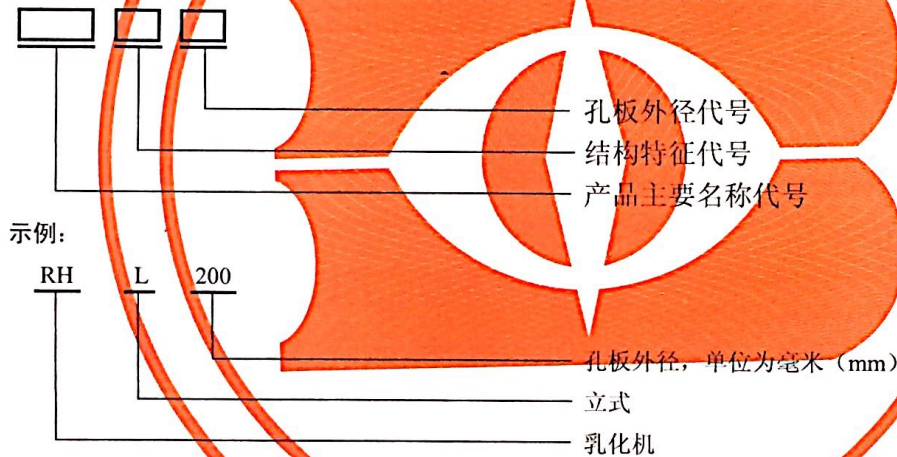 孔板外径代号
结构特征代号
产品主要名称代号
示例：
RH L 200
孔板外径，单位为毫米（mm）
立式
乳化机